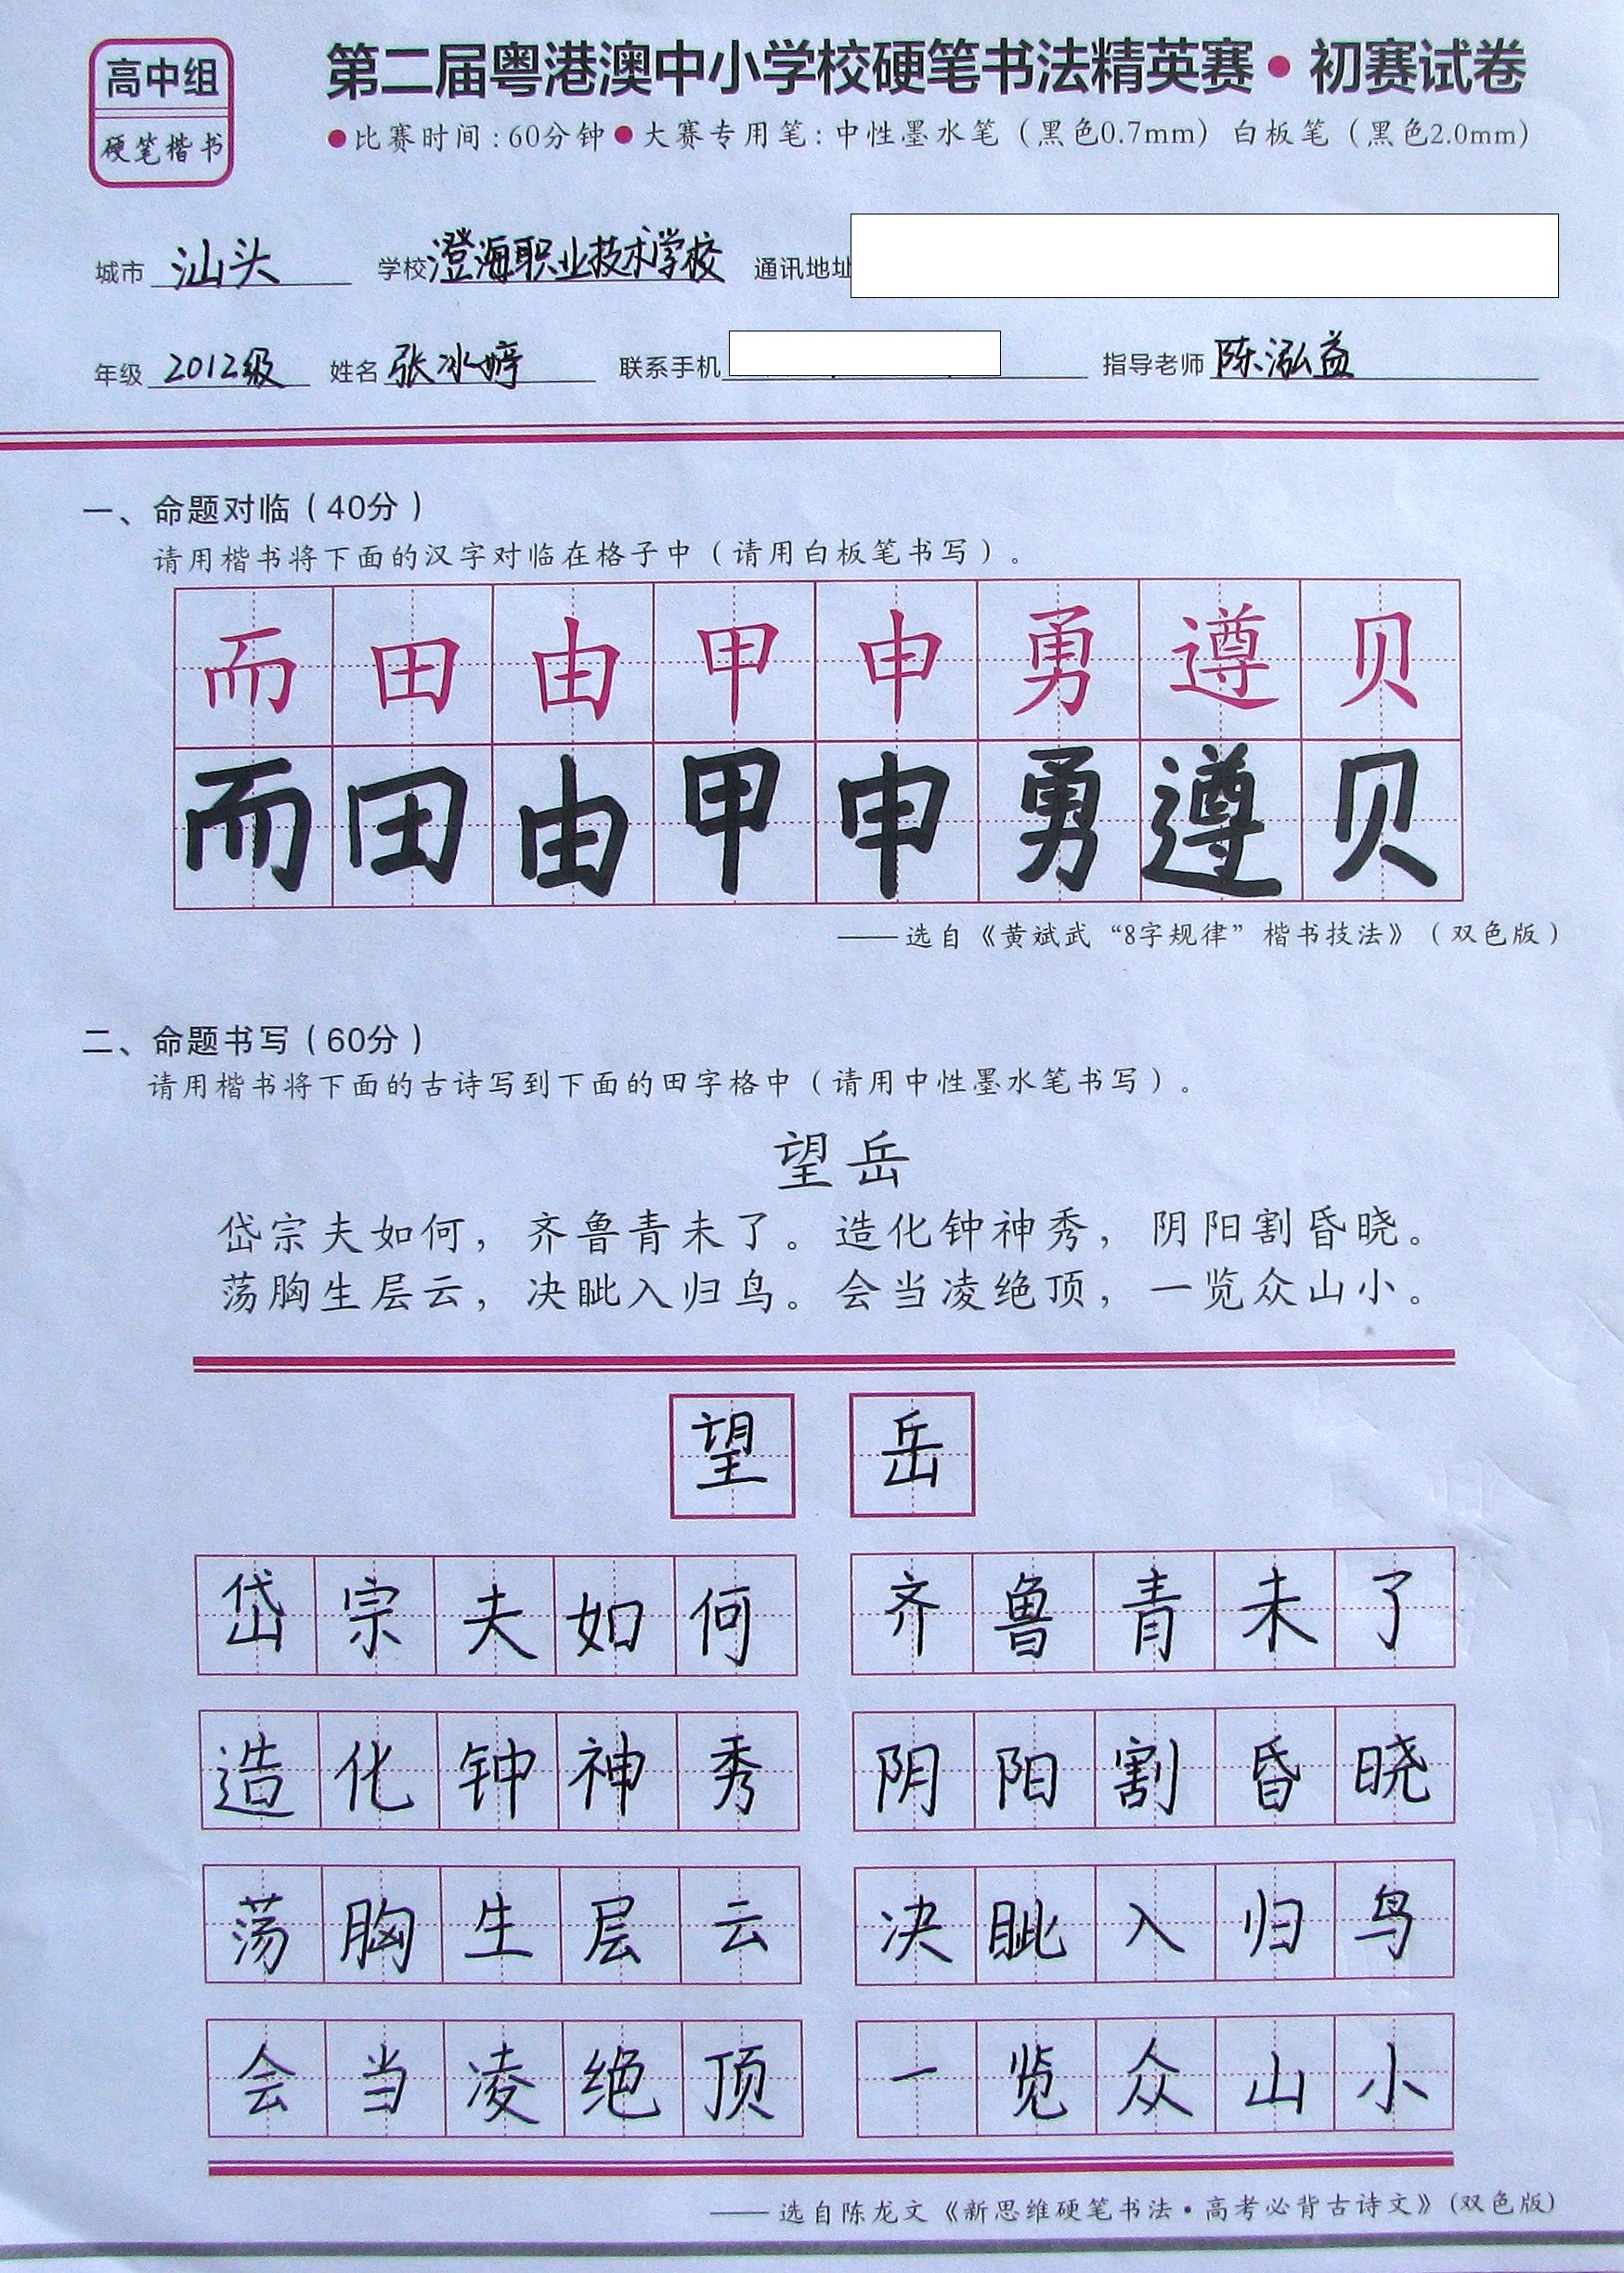 高中组
硬笔楷书
第二届粤港澳中小学校硬笔书法精英赛•初赛试卷
●比赛时间:60分钟●大赛专用笔:中性墨水笔（黑色0.7mm）白板笔（黑色2.0mm）
城市 汕头 学校 澄海职业技术学校 通讯地址
年级 2012级 姓名 张冰婷 联系手机 指导老师 陈泓益
一、命题对临（40分）
请用楷书将下面的汉字对临在格子中（请用白板笔书写）。
而田由甲申勇遵贝
而田由甲申勇遵贝
——选自《黄斌武“8字规律”楷书技法》（双色版）
二、命题书写（60分）
请用楷书将下面的古诗写到下面的田字格中（请用中性墨水笔书写）。
望岳
岱宗夫如何，齐鲁青未了。造化钟神秀，阴阳割昏晓。
荡胸生层云，决眦入归鸟。会当凌绝顶，一览众山小。
望岳
岱宗夫如何 齐鲁青未了
造化钟神秀 阴阳割昏晓
荡胸生层云 决眦入归鸟
会当凌绝顶 一览众山小
——选自陈龙文《新思维硬笔书法•高考必背古诗文》（双色版）